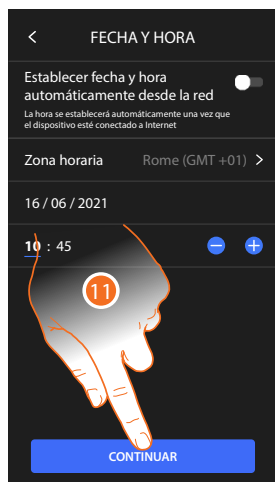 FECHA Y HORA
Establecer fecha y hora
automáticamente desde la red
La hora se establecerá automáticamente una vez que
el dispositivo esté conectado a Internet
Zona horaria Rome (GMT +01) >
16 / 06 / 2021
10 : 45
11
CONTINUAR